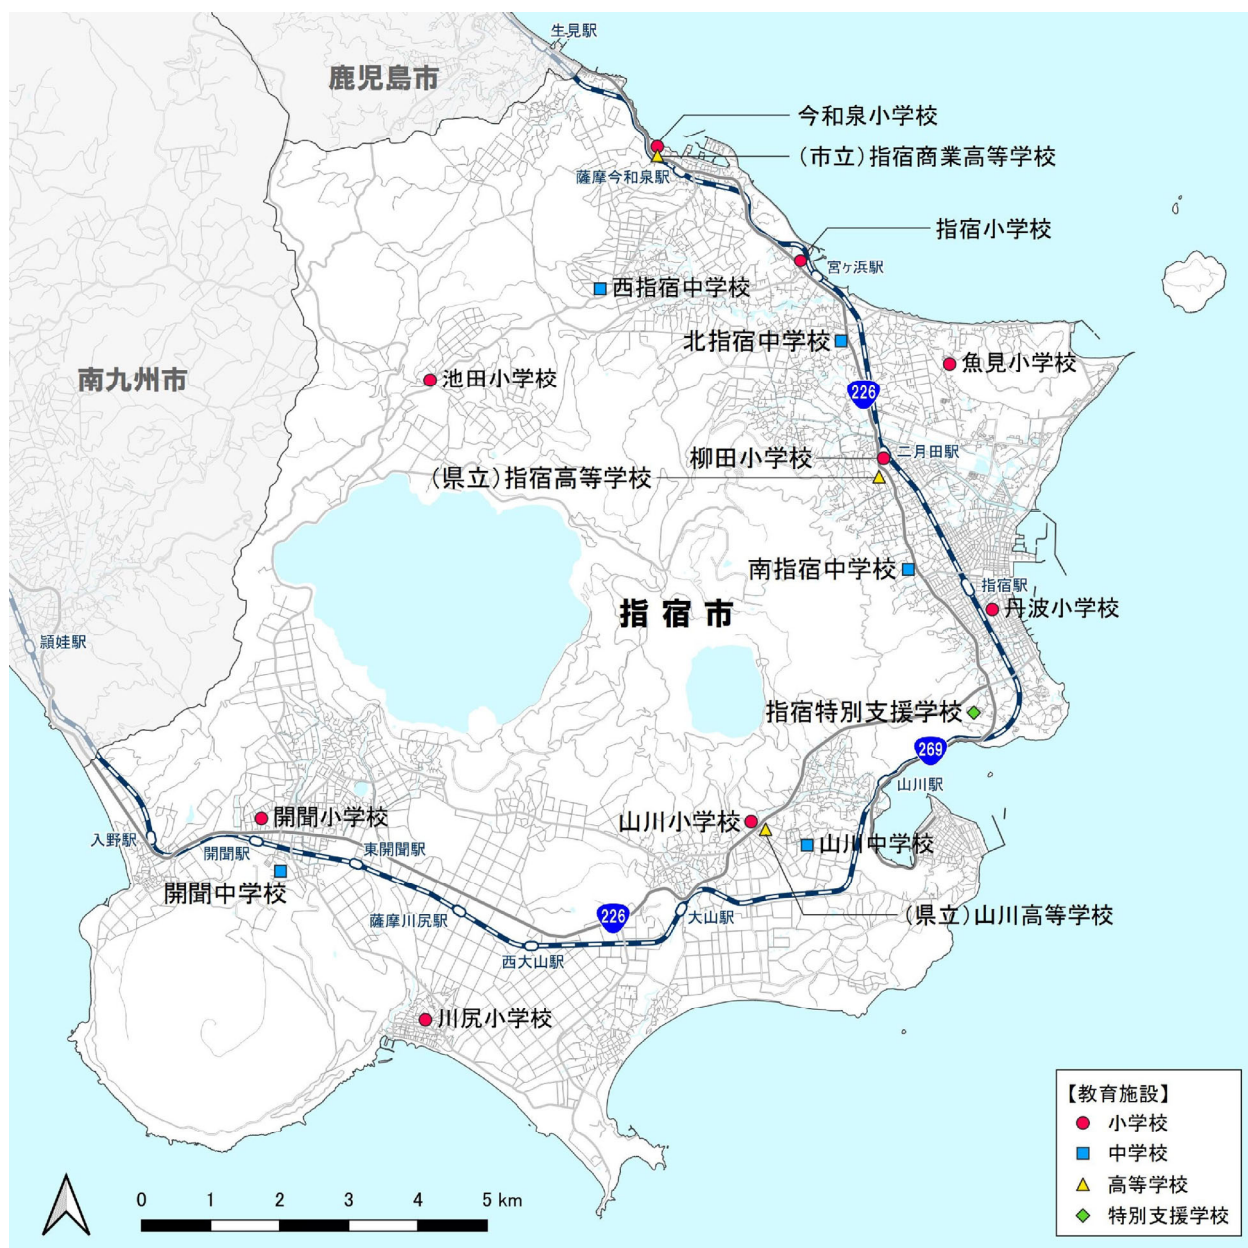 生見駅
鹿児島市
今和泉小学校
(市立)指宿商業高等学校
薩摩今和泉駅
指宿小学校
宮ヶ浜駅
西指宿中学校
北指宿中学校
魚見小学校
南九州市
池田小学校
226
柳田小学校
二月田駅
(県立)指宿高等学校
南指宿中学校
指宿駅
指宿市
丹波小学校
頴娃駅
指宿特別支援学校
269
山川駅
開聞小学校
山川小学校
入野駅
開聞駅
東開聞駅
山川中学校
開聞中学校
薩摩川尻駅
226
大山駅
(県立)山川高等学校
西大山駅
川尻小学校
【教育施設】
小学校
中学校
高等学校
特別支援学校
0 1 2 3 4 5 km